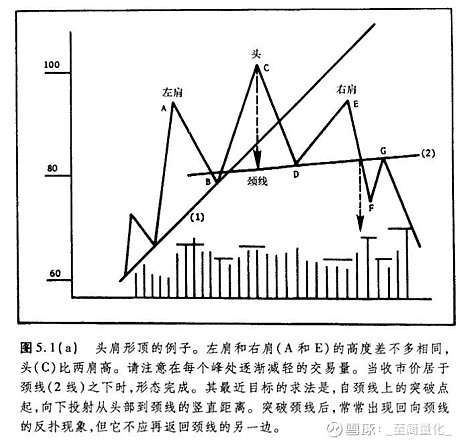 头
100
C
左肩
右肩
A
E
(2)
G
80
B
颈线
D
F
(1)
60
图5.1(a) 头肩形顶的例子。左肩和右肩(A和E)的高度差不多相同，
头(C)比两肩高。请注意在每个峰处逐渐减轻的交易量。当收市价居于
颈线(2线)之下时，形态完成。其最近目标的求法是，自颈线上的突破点
起，向下投射从头部到颈线的竖直距离。突破颈线后，常常出现回向颈线
的反扑现象，但它不应再返回颈线的另一边。
雪球：_至简量化_